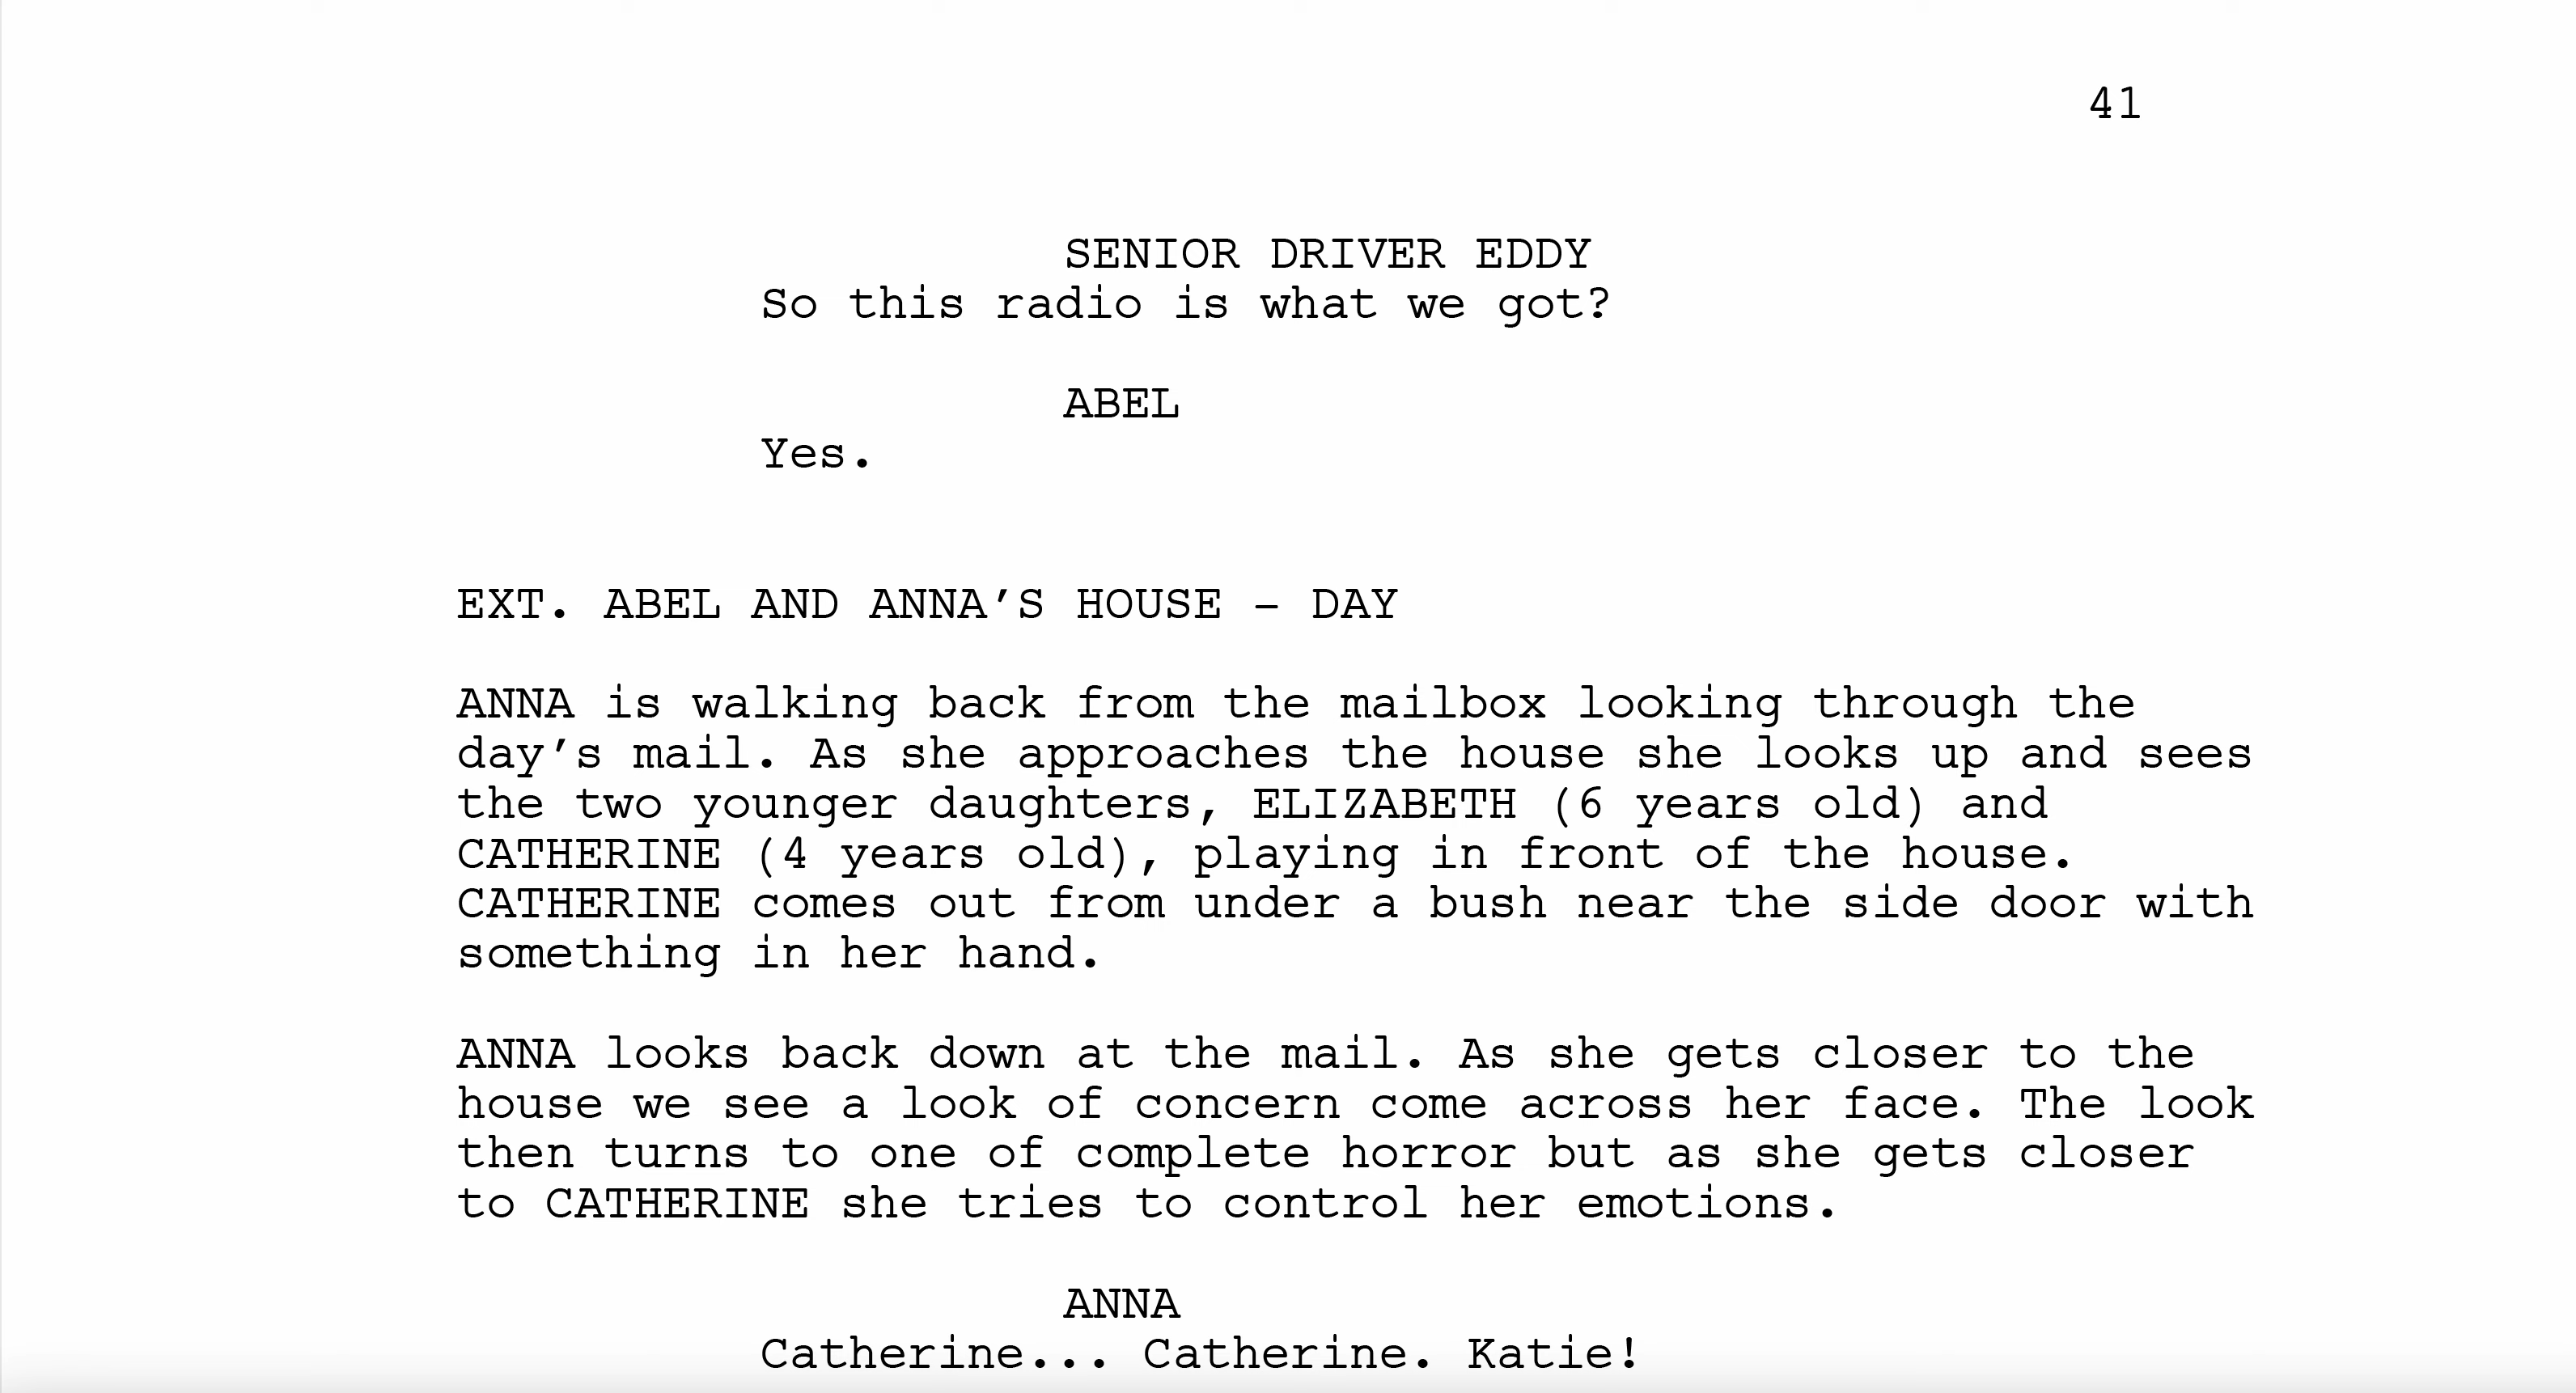 41
SENIOR DRIVER EDDY
So this radio is what we got?
ABEL
Yes.
EXT. ABEL AND ANNA’S HOUSE – DAY
ANNA is walking back from the mailbox looking through the
day’s mail. As she approaches the house she looks up and sees
the two younger daughters, ELIZABETH (6 years old) and
CATHERINE (4 years old), playing in front of the house.
CATHERINE comes out from under a bush near the side door with
something in her hand.
ANNA looks back down at the mail. As she gets closer to the
house we see a look of concern come across her face. The look
then turns to one of complete horror but as she gets closer
to CATHERINE she tries to control her emotions.
ANNA
Catherine... Catherine. Katie!